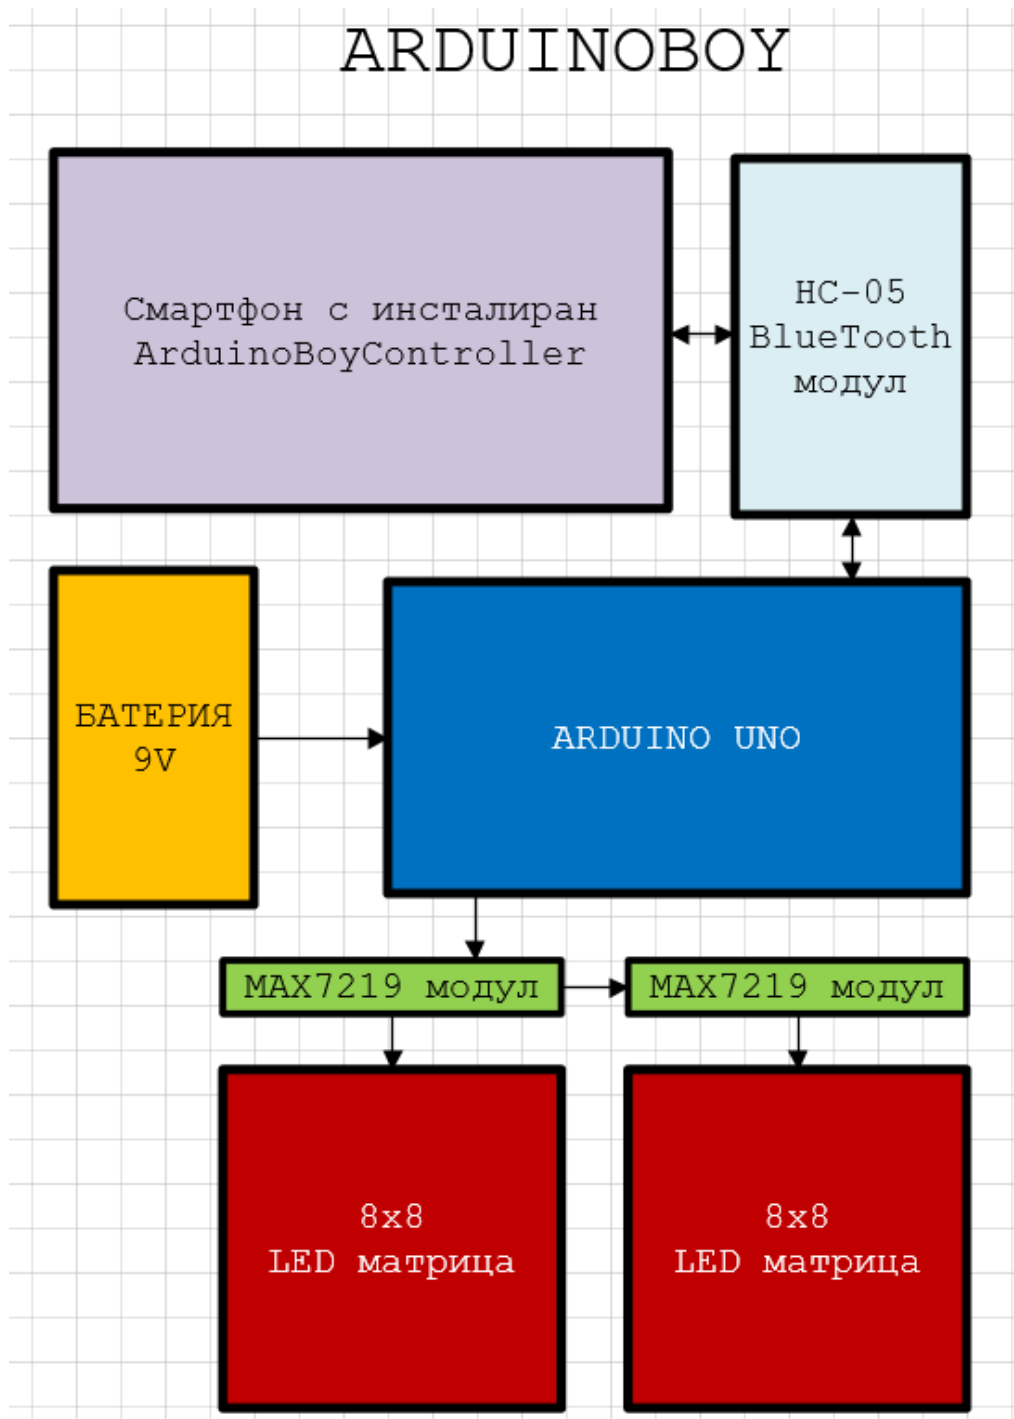 ARDUINOBOY
Смартфон с инсталиран
ArduinoBoyController
HC-05
BlueTooth
модул
БАТЕРИЯ
9V
ARDUINO UNO
MAX7219 модул
MAX7219 модул
8x8
LED матрица
8x8
LED матрица